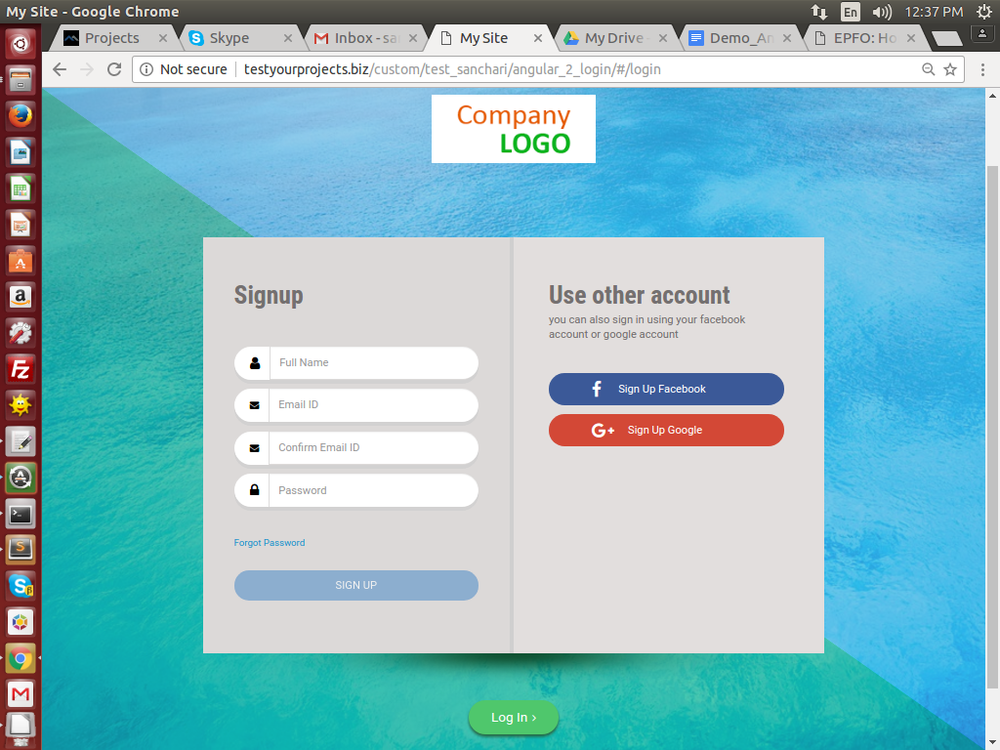 My Site - Google Chrome
En
12:37 PM
Projects
Skype
Inbox - sa
My Site
My Drive -
Demo_An
EPFO: Ho
Not secure
testyourprojects.biz/custom/test_sanchari/angular_2_login/#/login
Company
LOGO
Signup
Full Name
Email ID
Confirm Email ID
Password
Forgot Password
SIGN UP
Use other account
you can also sign in using your facebook
account or google account
Sign Up Facebook
Sign Up Google
Log In ›